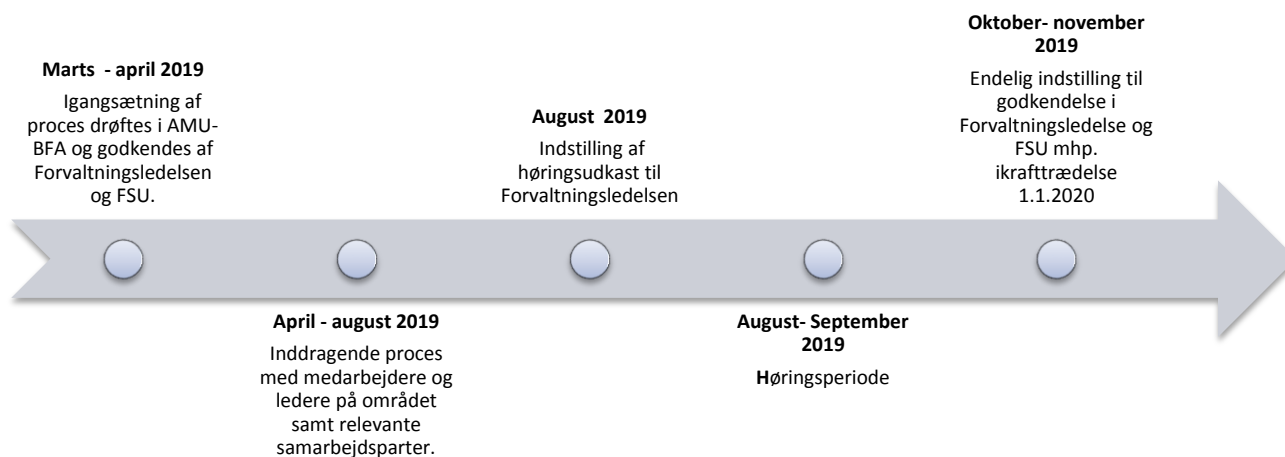 Marts  - april 2019
Igangsætning af
proces drøftes i AMU-
BFA og godkendes af
Forvaltningsledelsen
og FSU.
April - august 2019
Inddragende proces
med medarbejdere og
ledere på området
samt relevante
samarbejdsparter.
August  2019
Indstilling af
høringsudkast til
Forvaltningsledelsen
August- September
2019
Høringsperiode
Oktober- november
2019
Endelig indstilling til
godkendelse i
Forvaltningsledelse og
FSU mhp.
ikrafttrædelse
1.1.2020